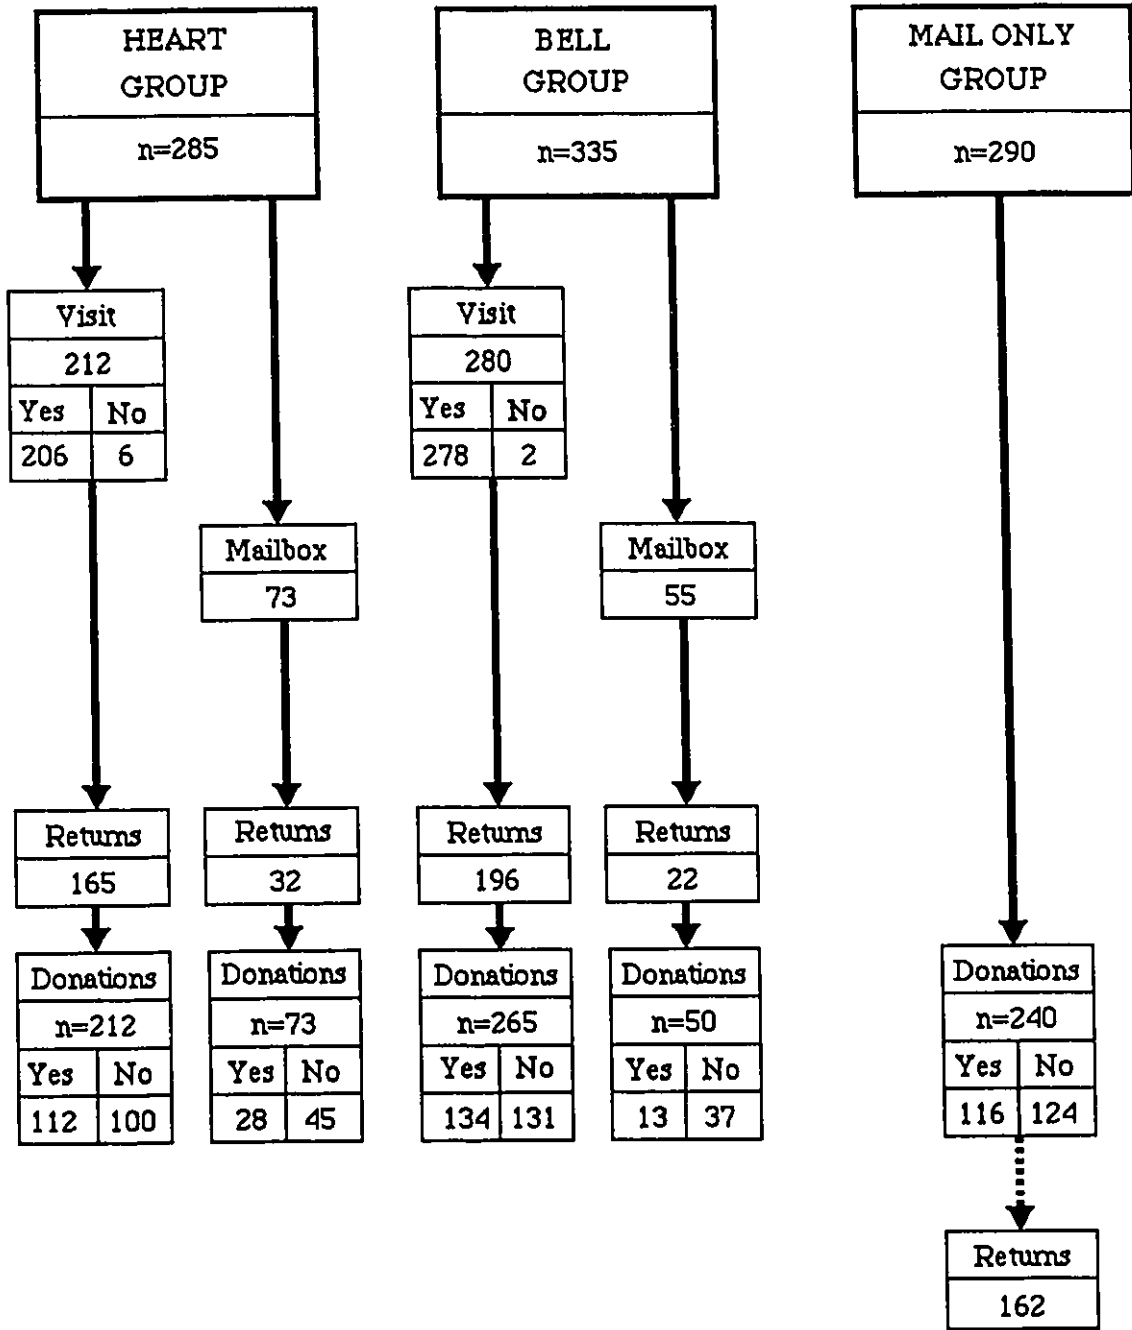 HEART
GROUP
n=285
BELL
GROUP
n=335
MAIL ONLY
GROUP
n=290
Visit
212
Yes No
206 6
Visit
280
Yes No
278 2
Mailbox
73
Mailbox
55
Returns
165
Returns
32
Returns
196
Returns
22
Donations
n=212
Yes No
112 100
Donations
n=73
Yes No
28 45
Donations
n=265
Yes No
134 131
Donations
n=50
Yes No
13 37
Donations
n=240
Yes No
116 124
Returns
162